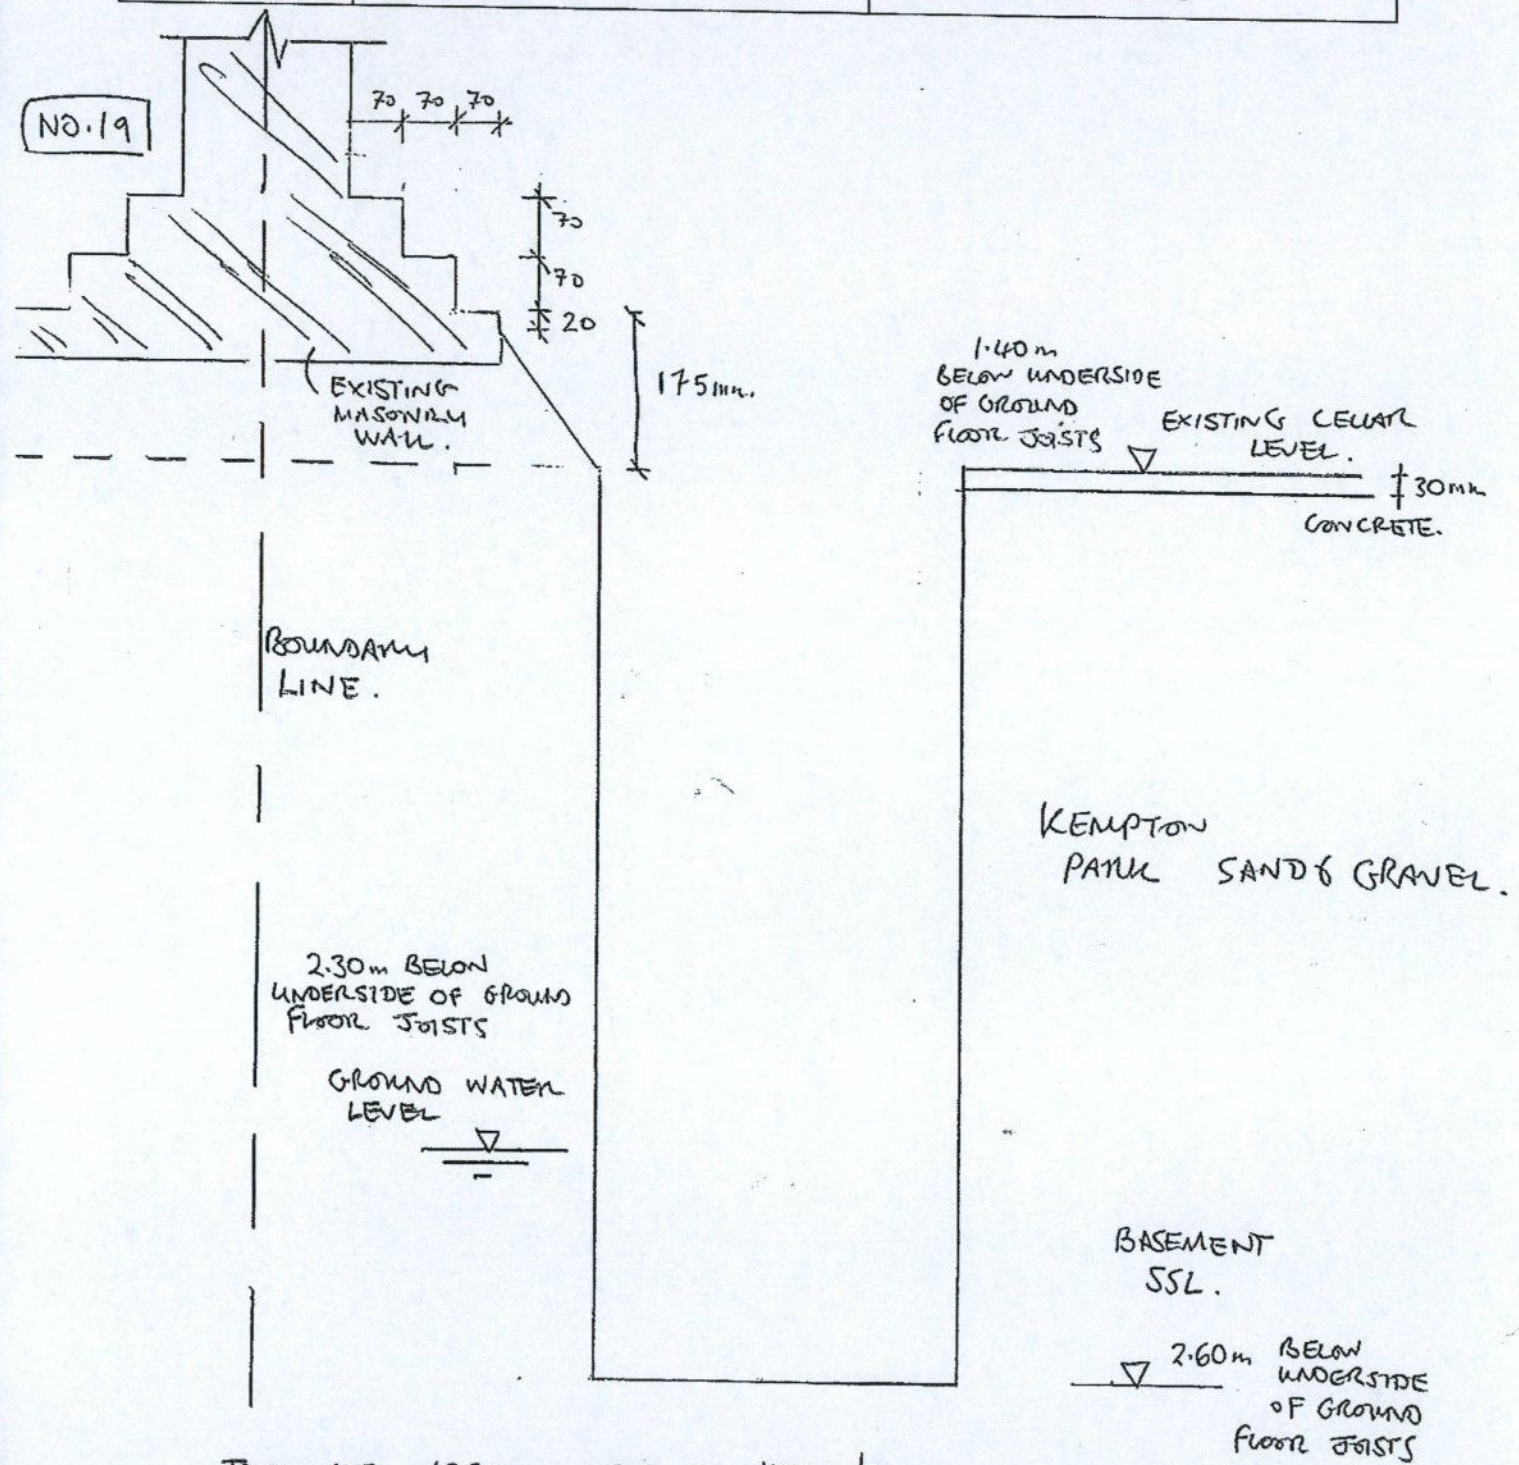 NO.19
70 70 70
70
70
20
175mm.
EXISTING
MASONRY
WALL.
1.40m
BELOW UNDERSIDE
OF GROUND
FLOOR JOISTS
EXISTING CELLAR
LEVEL.
30mm
CONCRETE.
BOUNDARY
LINE.
KEMPTON
PARK SAND & GRAVEL.
2.30m BELOW
UNDERSIDE OF GROUND
FLOOR JOISTS
GROUND WATER
LEVEL
BASEMENT
SSL.
2.60m BELOW
UNDERSIDE
OF GROUND
FLOOR JOISTS